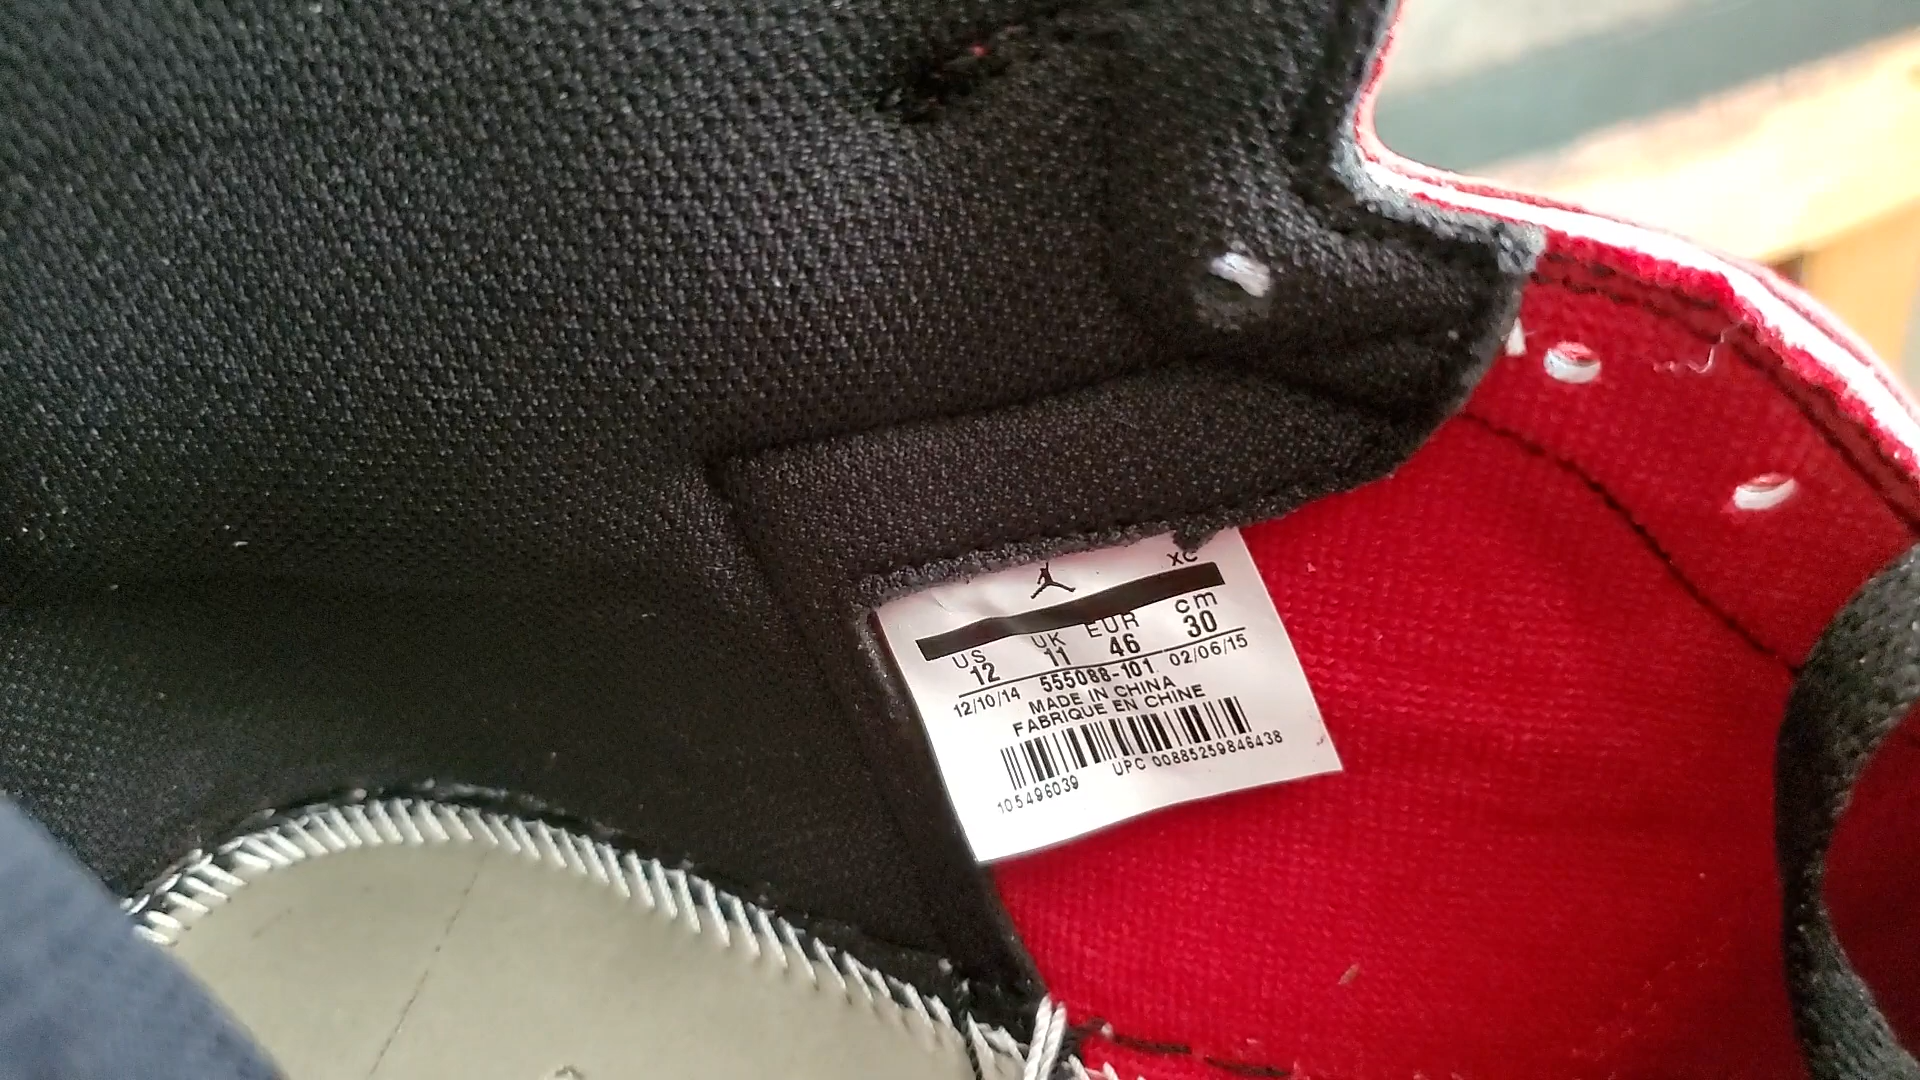 XC
US UK EUR cm
12 11 46 30
12/10/14 555088-101 02/06/15
MADE IN CHINA
FABRIQUE EN CHINE
105496039 UPC 00885259846438